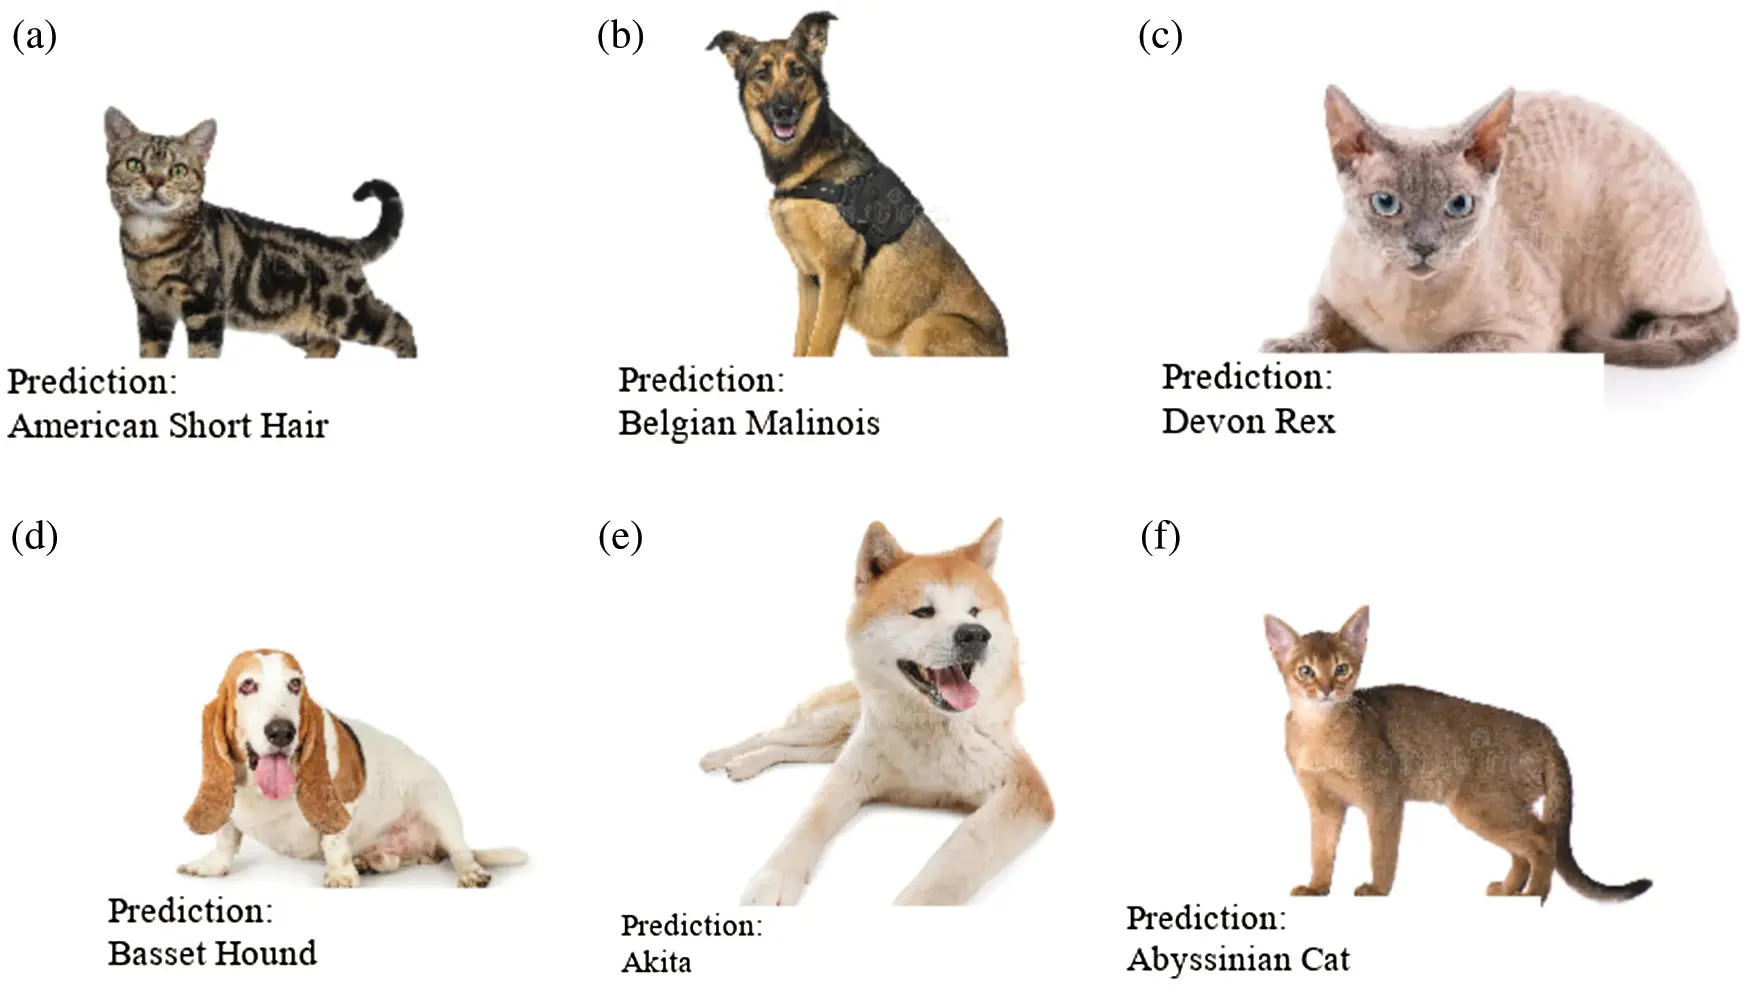 (a)
(b)
(c)
Prediction:
American Short Hair
Prediction:
Belgian Malinois
Prediction:
Devon Rex
(d)
(e)
(f)
Prediction:
Basset Hound
Prediction:
Akita
Prediction:
Abyssinian Cat